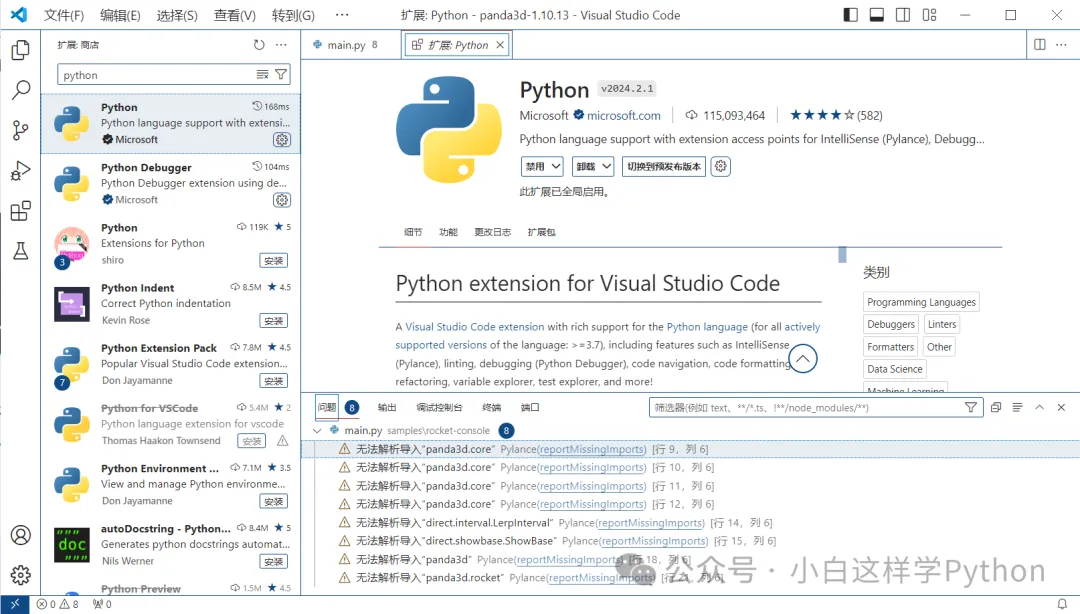 文件(F) 编辑(E) 选择(S) 查看(V) 转到(G) ··· 扩展: Python - panda3d-1.10.13 - Visual Studio Code
扩展: 商店
python
Python 168ms
Python language support with extensi...
Microsoft
Python Debugger 104ms
Python Debugger extension using de...
Microsoft
Python 119K ★ 5
Extensions for Python
shiro 安装
3
Python Indent 8.5M ★ 4.5
Correct Python indentation
Kevin Rose 安装
Python Extension Pack 7.8M ★ 4.5
Popular Visual Studio Code extension...
Don Jayamanne 安装
7
Python for VSCode 5.4M ★ 2
Python language extension for vscode
Thomas Haakon Townsend 安装
Python Environment ... 7.1M ★ 3.5
View and manage Python environme...
Don Jayamanne 安装
autoDocstring - Python... 8.4M ★ 5
Generates python docstrings automat...
Nils Werner 安装
""" doc """
Python Preview 1.5M ★ 4.5
main.py 8 扩展: Python
Python v2024.2.1
Microsoft microsoft.com 115,093,464 ★★★★☆(582)
Python language support with extension access points for IntelliSense (Pylance), Debugg...
禁用 卸载 切换到预发布版本
此扩展已全局启用。
细节 功能 更改日志 扩展包
Python extension for Visual Studio Code
A Visual Studio Code extension with rich support for the Python language (for all actively
supported versions of the language: >=3.7), including features such as IntelliSense
(Pylance), linting, debugging (Python Debugger), code navigation, code formatting,
refactoring, variable explorer, test explorer, and more!
类别
Programming Languages
Debuggers Linters
Formatters Other
Data Science
Machine Learning
问题 8 输出 调试控制台 终端 端口 筛选器(例如 text、**/*.ts、!**/node_modules/**)
main.py samples\rocket-console 8
无法解析导入“panda3d.core” Pylance(reportMissingImports) [行 9，列 6]
无法解析导入“panda3d.core” Pylance(reportMissingImports) [行 10，列 6]
无法解析导入“panda3d.core” Pylance(reportMissingImports) [行 11，列 6]
无法解析导入“panda3d.core” Pylance(reportMissingImports) [行 12，列 6]
无法解析导入“direct.interval.LerpInterval” Pylance(reportMissingImports) [行 14，列 6]
无法解析导入“direct.showbase.ShowBase” Pylance(reportMissingImports) [行 15，列 6]
无法解析导入“panda3d” Pylance(reportMissingImports) [行 18，列 6]
无法解析导入“panda3d.rocket” Pylance(reportMissingImports) [行 21，列 6]
公众号 · 小白这样学Python
0 8 0